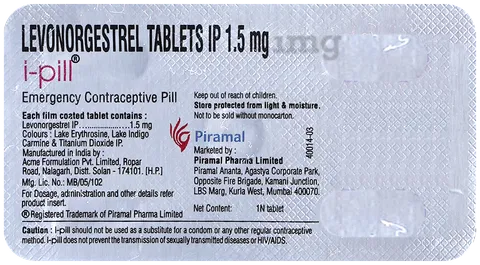 LEVONORGESTREL TABLETS IP 1.5 mg
1mg
i-pill®
Emergency Contraceptive Pill
Each film coated tablet contains :
Levonorgestrel IP ..................1.5 mg
Colours : Lake Erythrosine, Lake Indigo
Carmine & Titanium Dioxide IP.
Manufactured in India by :
Acme Formulation Pvt. Limited, Ropar
Road, Nalagarh, Distt. Solan - 174101. [H.P.]
Mfg. Lic. No.: MB/05/102
For Dosage, administration and other details refer
product insert.
® Registered Trademark of Piramal Pharma Limited
Keep out of reach of children.
Store protected from light & moisture.
Not to be sold without monocarton.
Piramal
Marketed by :
Piramal Pharma Limited
Piramal Ananta, Agastya Corporate Park,
Opposite Fire Brigade, Kamani Junction,
LBS Marg, Kurla West, Mumbai 400070.
Net Content: 1N tablet
40014-03
Caution : i-pill should not be used as a substitute for a condom or any other regular contraceptive
method. i-pill does not prevent the transmission of sexually transmitted diseases or HIV/AIDS.